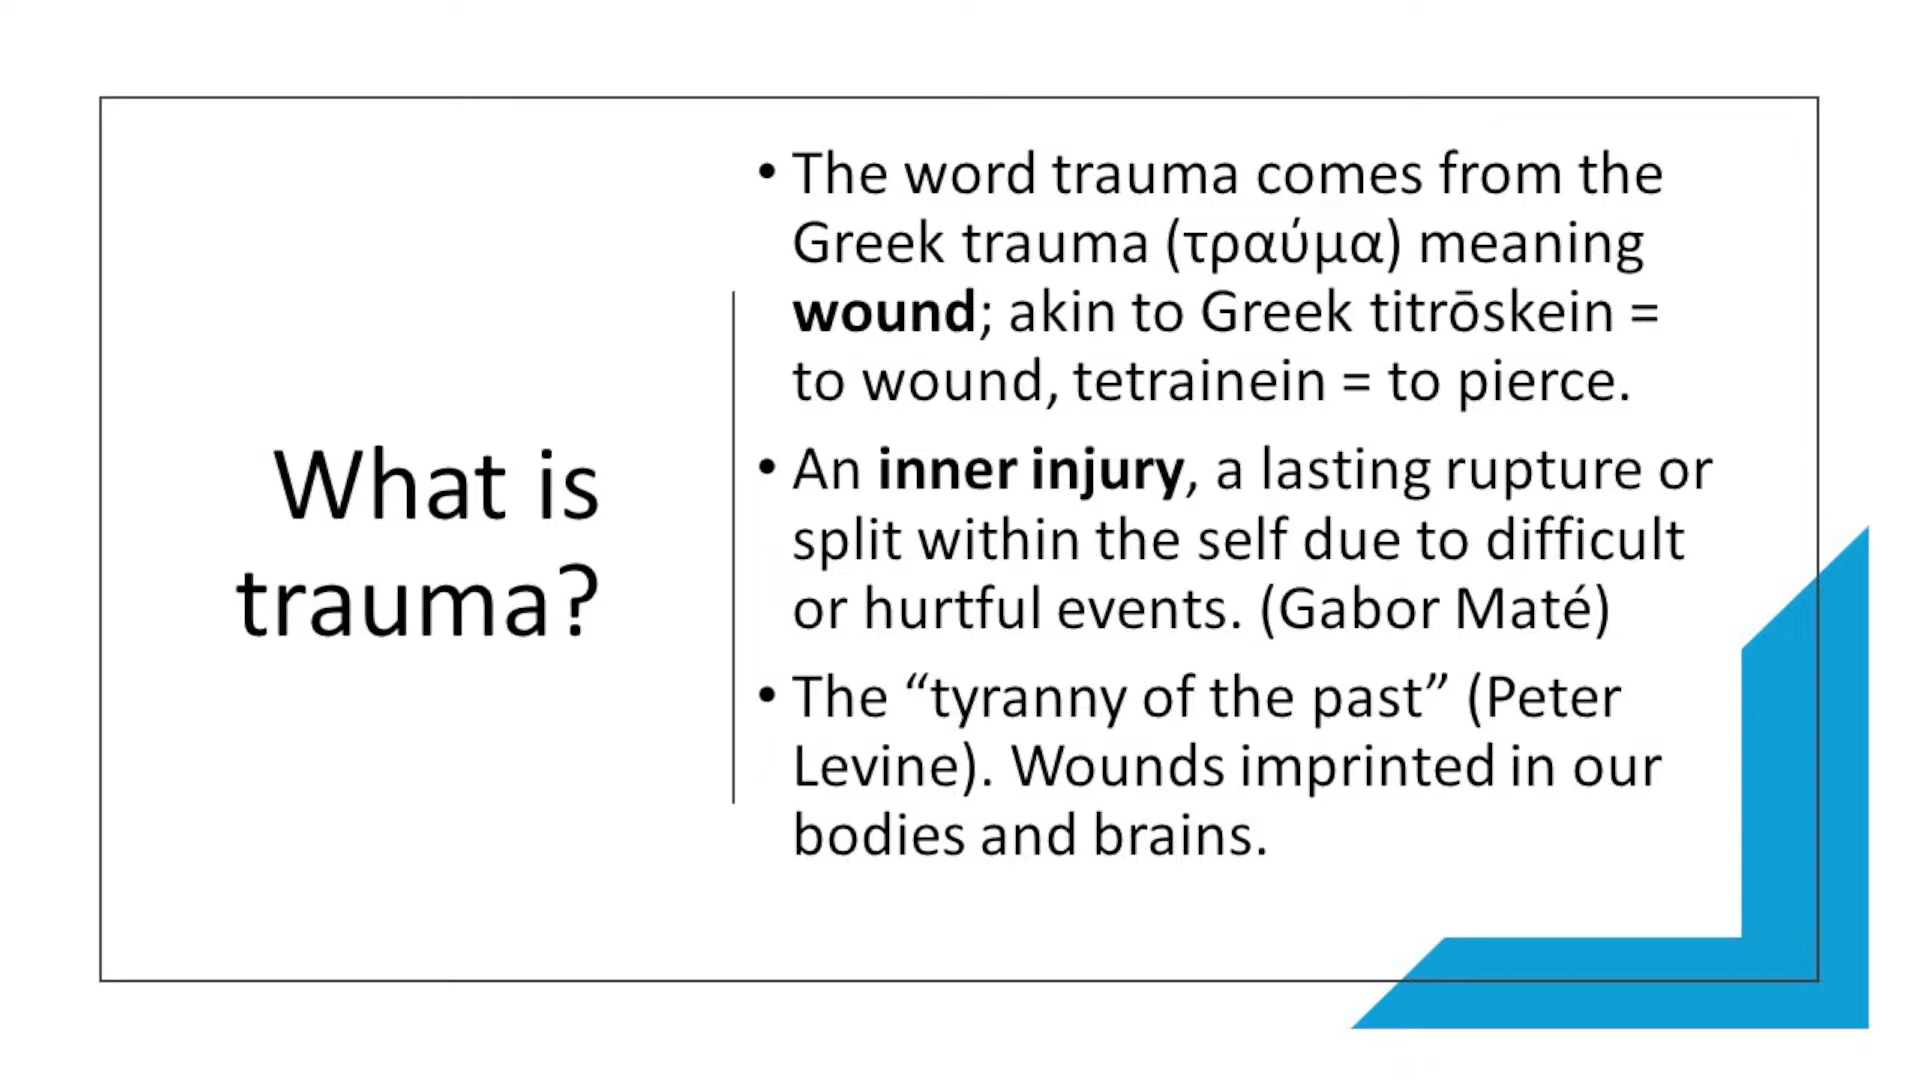 What is
trauma?
• The word trauma comes from the
Greek trauma (τραύμα) meaning
wound; akin to Greek titrōskein =
to wound, tetrainein = to pierce.
• An inner injury, a lasting rupture or
split within the self due to difficult
or hurtful events. (Gabor Maté)
• The “tyranny of the past” (Peter
Levine). Wounds imprinted in our
bodies and brains.